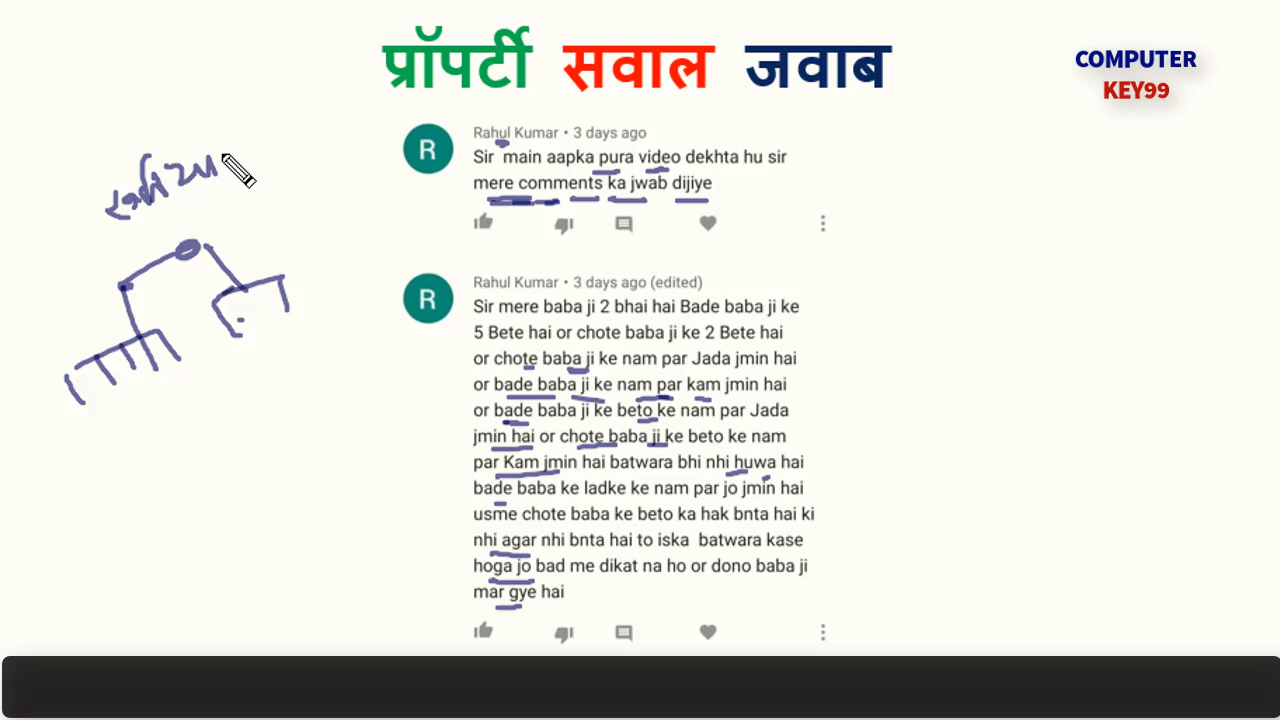 प्रॉपर्टी सवाल जवाब
COMPUTER
KEY99
R
Rahul Kumar • 3 days ago
Sir main aapka pura video dekhta hu sir
mere comments ka jwab dijiye
R
Rahul Kumar • 3 days ago (edited)
Sir mere baba ji 2 bhai hai Bade baba ji ke
5 Bete hai or chote baba ji ke 2 Bete hai
or chote baba ji ke nam par Jada jmin hai
or bade baba ji ke nam par kam jmin hai
or bade baba ji ke beto ke nam par Jada
jmin hai or chote baba ji ke beto ke nam
par Kam jmin hai batwara bhi nhi huwa hai
bade baba ke ladke ke nam par jo jmin hai
usme chote baba ke beto ka hak bnta hai ki
nhi agar nhi bnta hai to iska batwara kase
hoga jo bad me dikat na ho or dono baba ji
mar gye hai